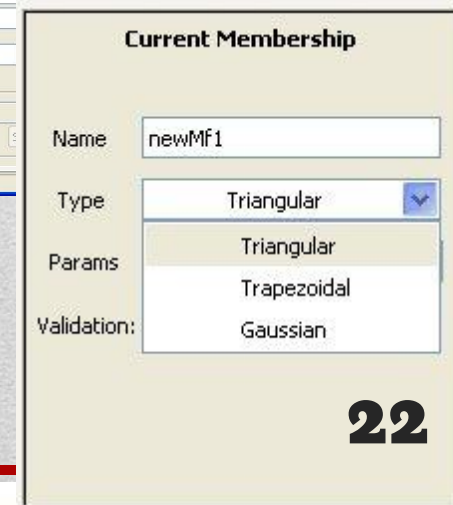 Current Membership
Name newMf1
Type Triangular
Triangular
Params
Trapezoidal
Validation:
Gaussian
22